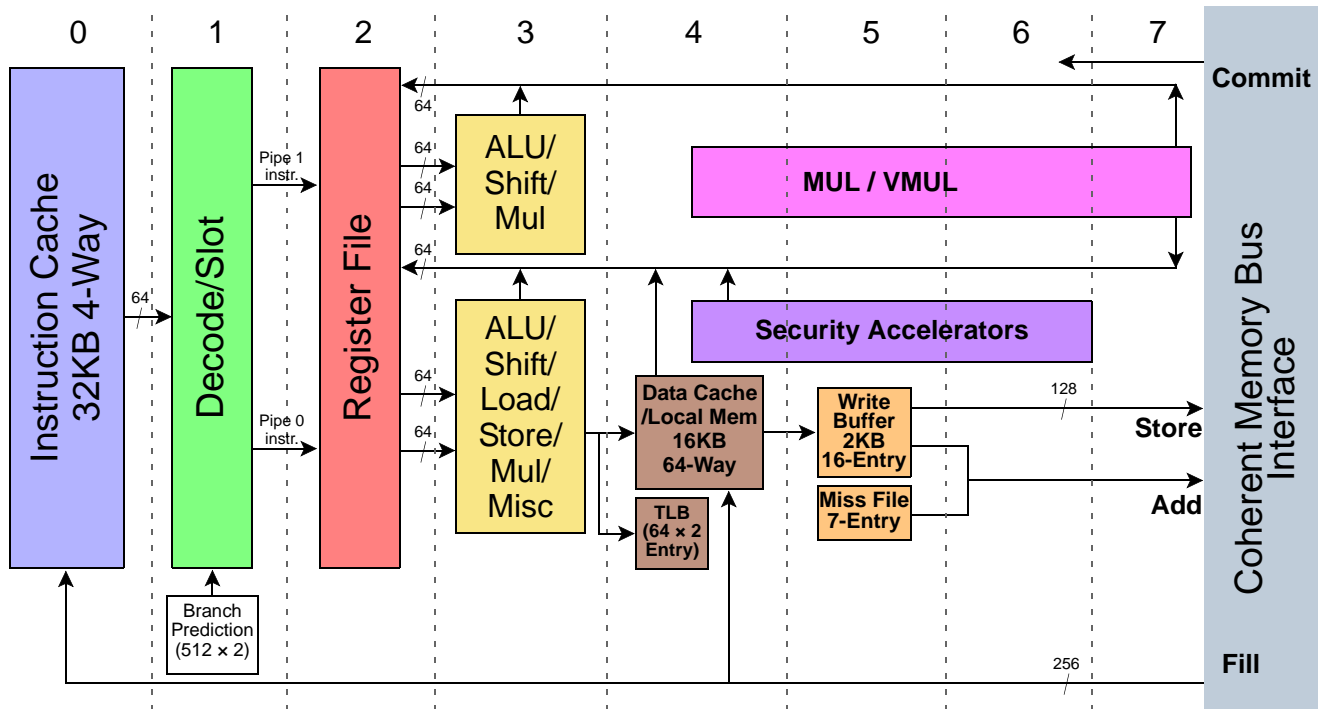 0
1
2
3
4
5
6
7
Instruction Cache
32KB 4-Way
64
Decode/Slot
Branch
Prediction
(512 × 2)
Pipe 1
instr.
Pipe 0
instr.
Register File
64
64
64
64
64
64
ALU/
Shift/
Mul
ALU/
Shift/
Load/
Store/
Mul/
Misc
MUL / VMUL
Security Accelerators
Data Cache
/Local Mem
16KB
64-Way
TLB
(64 × 2
Entry)
Write
Buffer
2KB
16-Entry
Miss File
7-Entry
128
256
Commit
Store
Add
Fill
Coherent Memory Bus
Interface